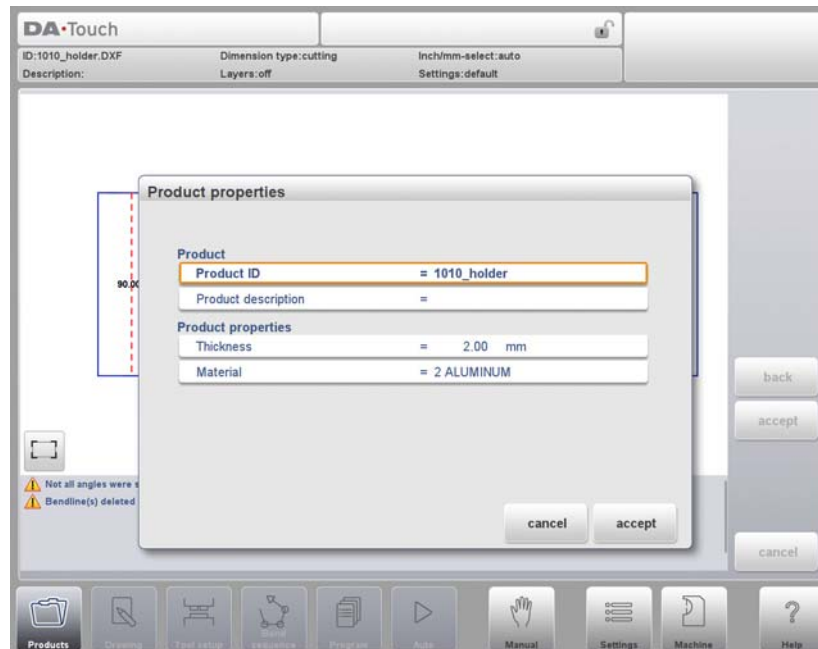 DA·Touch
ID:1010_holder.DXF Dimension type:cutting Inch/mm-select:auto
Description: Layers:off Settings:default
Product properties
Product
Product ID = 1010_holder
Product description =
90.00
Product properties
Thickness = 2.00 mm
Material = 2 ALUMINUM
back
accept
Not all angles were s
Bendline(s) deleted
cancel accept
cancel
Products Drawing Tool setup Bend sequence Program Auto Manual Settings Machine Help